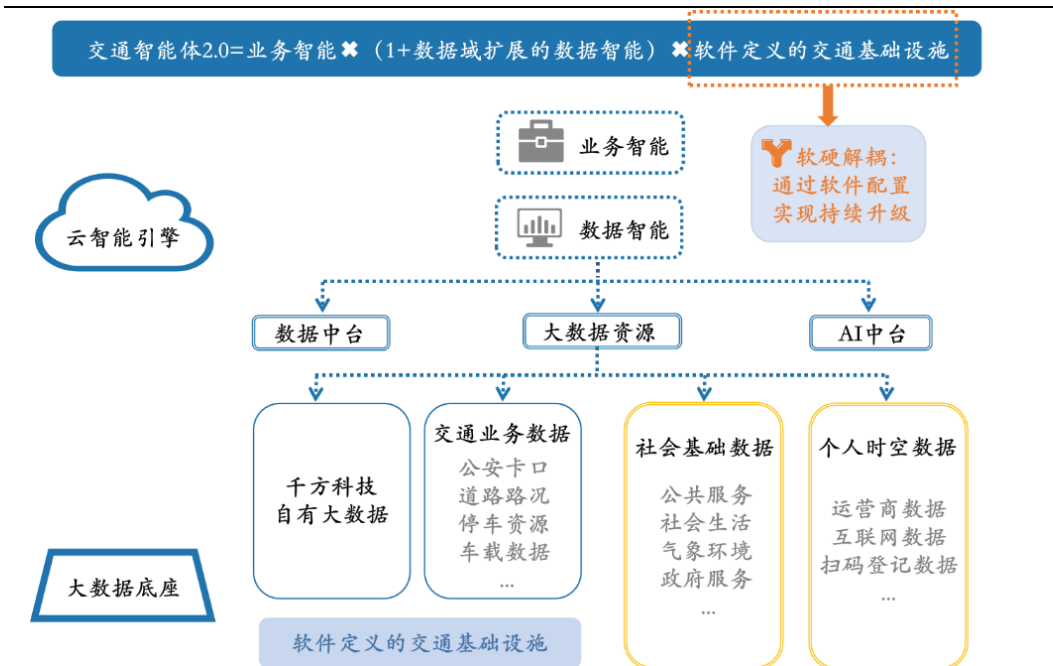 交通智能体2.0=业务智能✖（1+数据域扩展的数据智能）✖软件定义的交通基础设施
业务智能
软硬解耦：
通过软件配置
实现持续升级
云智能引擎
数据智能
数据中台
大数据资源
AI中台
千方科技
自有大数据
交通业务数据
公安卡口
道路路况
停车资源
车载数据
...
社会基础数据
公共服务
社会生活
气象环境
政府服务
...
个人时空数据
运营商数据
互联网数据
扫码登记数据
...
大数据底座
软件定义的交通基础设施